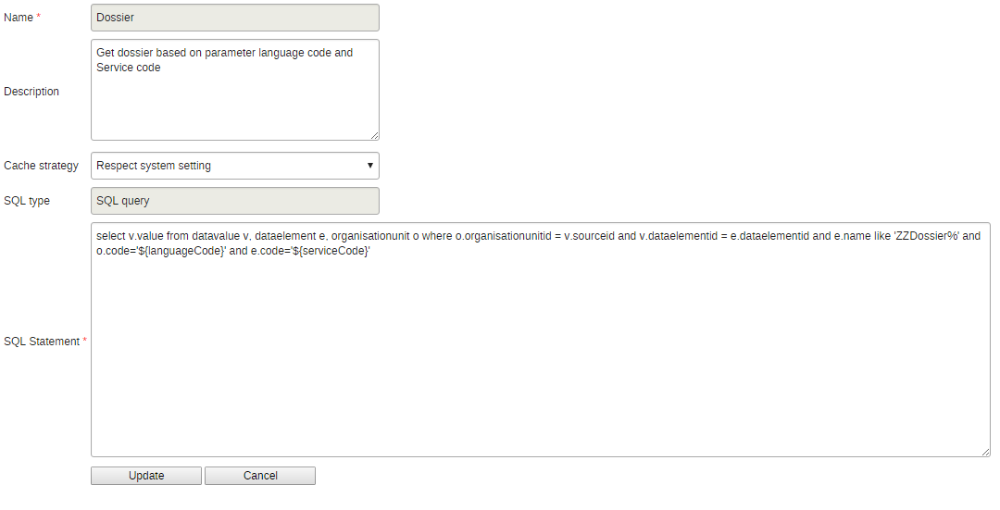 Name *
Dossier
Description
Get dossier based on parameter language code and
Service code
Cache strategy
Respect system setting
SQL type
SQL query
SQL Statement *
select v.value from datavalue v, dataelement e, organisationunit o where o.organisationunitid = v.sourceid and v.dataelementid = e.dataelementid and e.name like 'ZZDossier%' and
o.code='${languageCode}' and e.code='${serviceCode}'
Update
Cancel